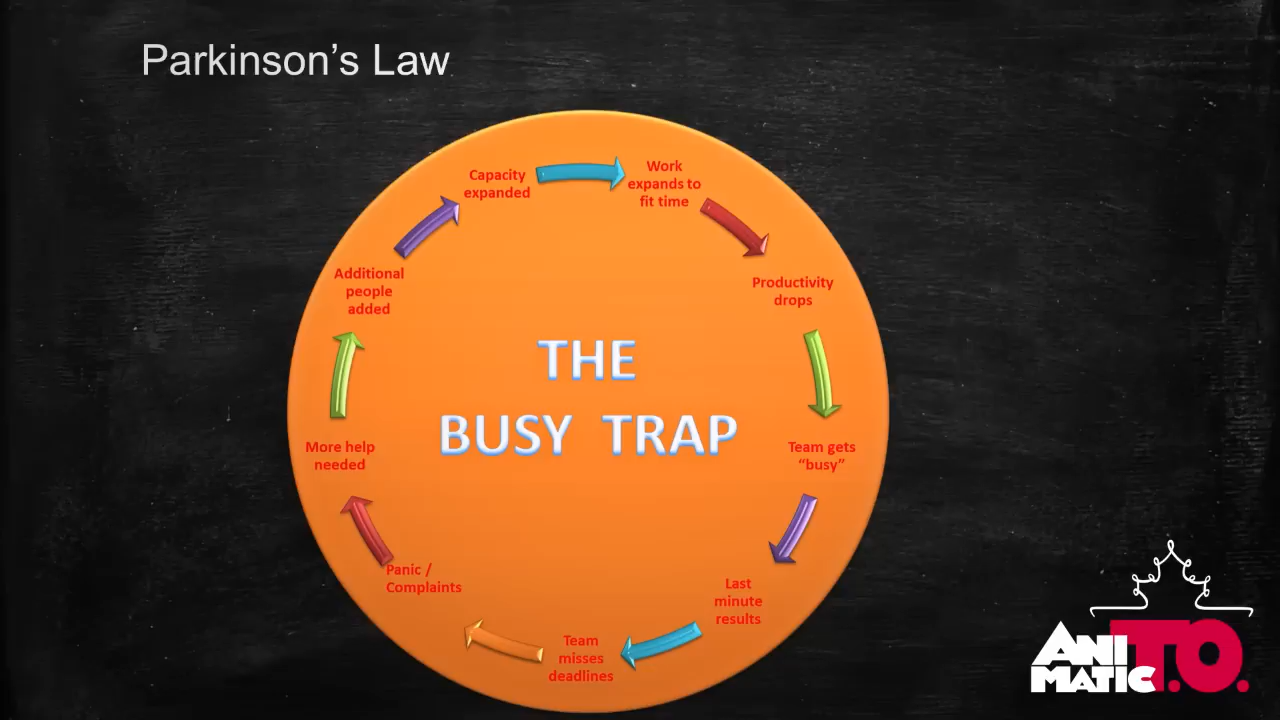 Parkinson’s Law
Capacity
expanded
Work
expands to
fit time
Productivity
drops
Team gets
“busy”
Last
minute
results
Team
misses
deadlines
Panic /
Complaints
More help
needed
Additional
people
added
THE
BUSY TRAP
ANI
MATIC T.O.